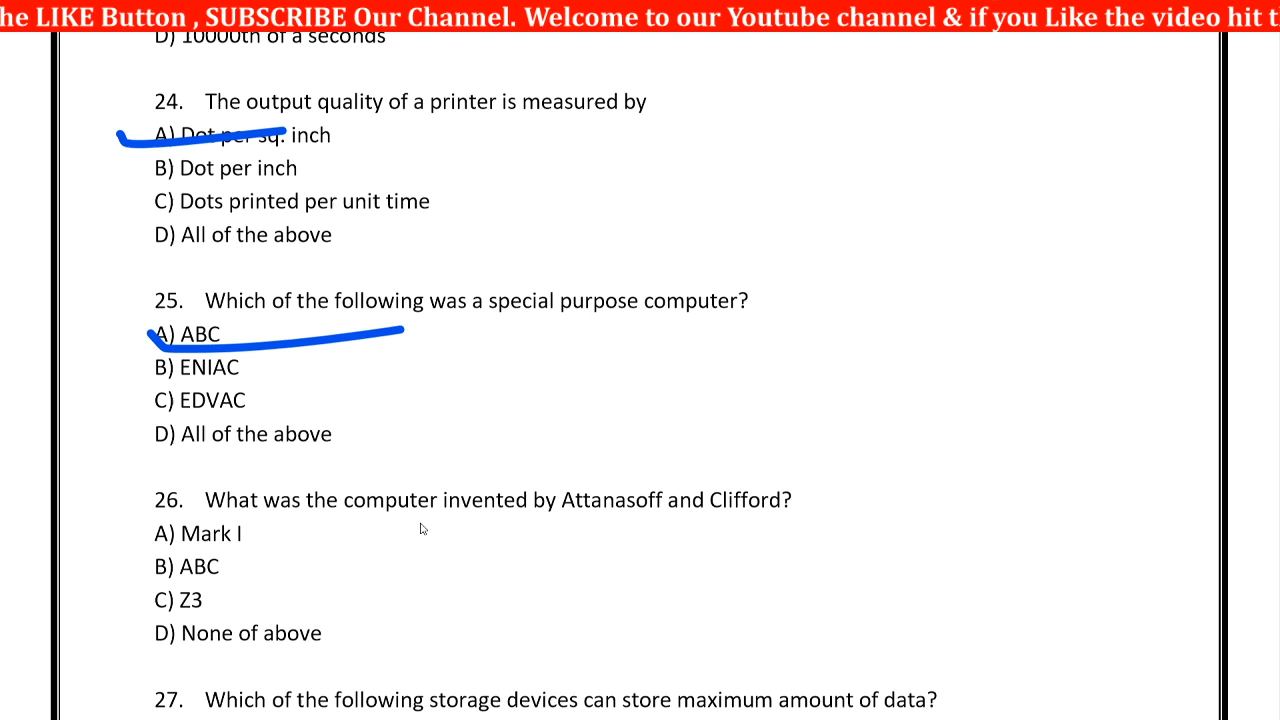 he LIKE Button , SUBSCRIBE Our Channel. Welcome to our Youtube channel & if you Like the video hit t
D) 10000th of a seconds
24. The output quality of a printer is measured by
A) Dot per sq. inch
B) Dot per inch
C) Dots printed per unit time
D) All of the above
25. Which of the following was a special purpose computer?
A) ABC
B) ENIAC
C) EDVAC
D) All of the above
26. What was the computer invented by Attanasoff and Clifford?
A) Mark I
B) ABC
C) Z3
D) None of above
27. Which of the following storage devices can store maximum amount of data?